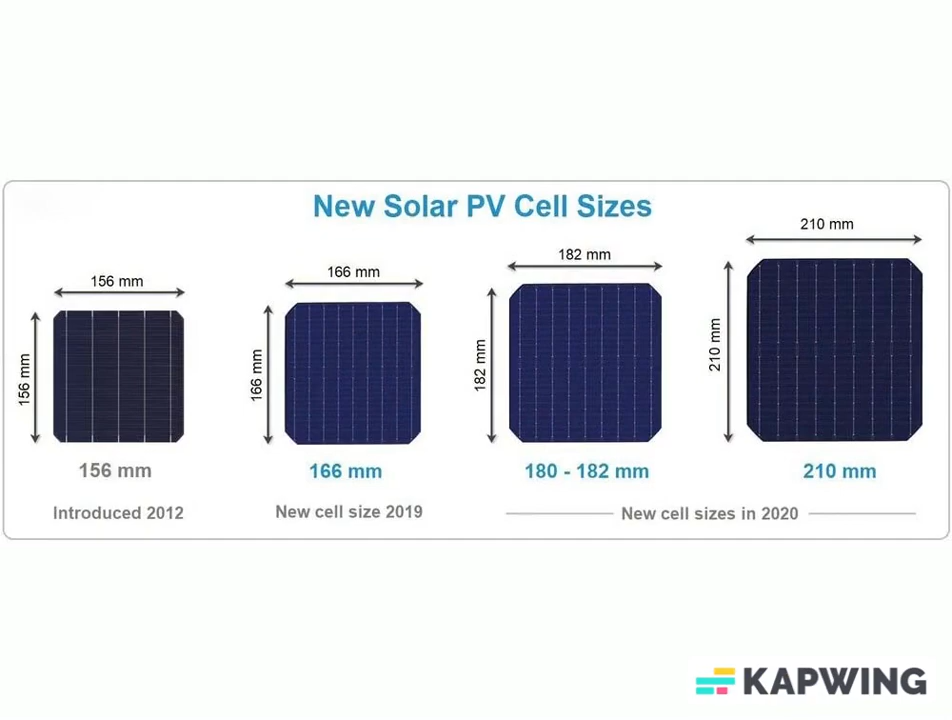 New Solar PV Cell Sizes
156 mm
166 mm
182 mm
210 mm
156 mm
166 mm
182 mm
210 mm
156 mm
166 mm
180 - 182 mm
210 mm
Introduced 2012
New cell size 2019
New cell sizes in 2020
KAPWING